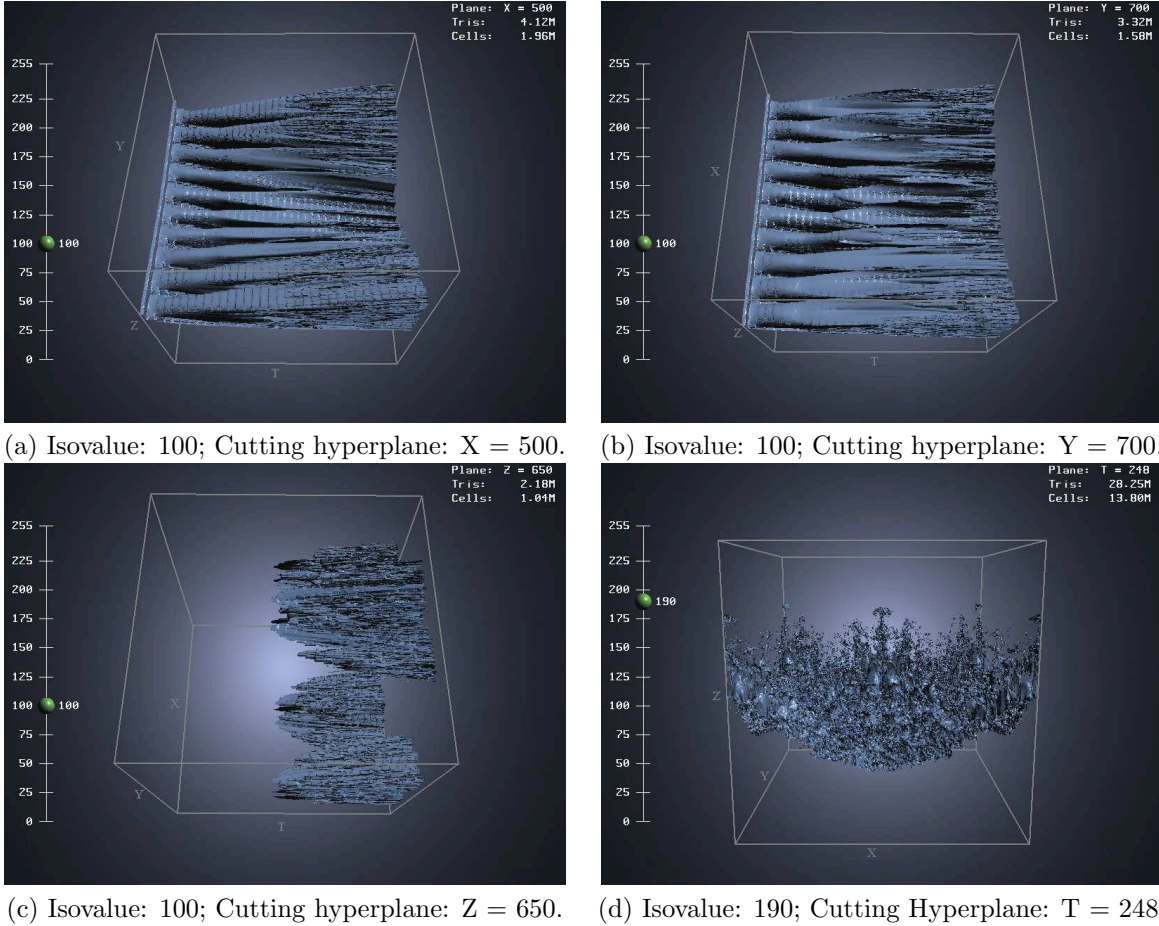 Plane: X = 500
Tris: 4.12M
Cells: 1.96M
255
225
200
175
150
125
100 100
75
50
25
0
Y
Z
T
Plane: Y = 700
Tris: 3.32M
Cells: 1.58M
255
225
200
175
150
125
100 100
75
50
25
0
X
Z
T
(a) Isovalue: 100; Cutting hyperplane: X = 500.
(b) Isovalue: 100; Cutting hyperplane: Y = 700.
Plane: Z = 650
Tris: 2.18M
Cells: 1.04M
255
225
200
175
150
125
100 100
75
50
25
0
X
Y
T
Plane: T = 248
Tris: 28.25M
Cells: 13.80M
255
225
200
190
175
150
125
100
75
50
25
0
Z
Y
X
(c) Isovalue: 100; Cutting hyperplane: Z = 650.
(d) Isovalue: 190; Cutting Hyperplane: T = 248